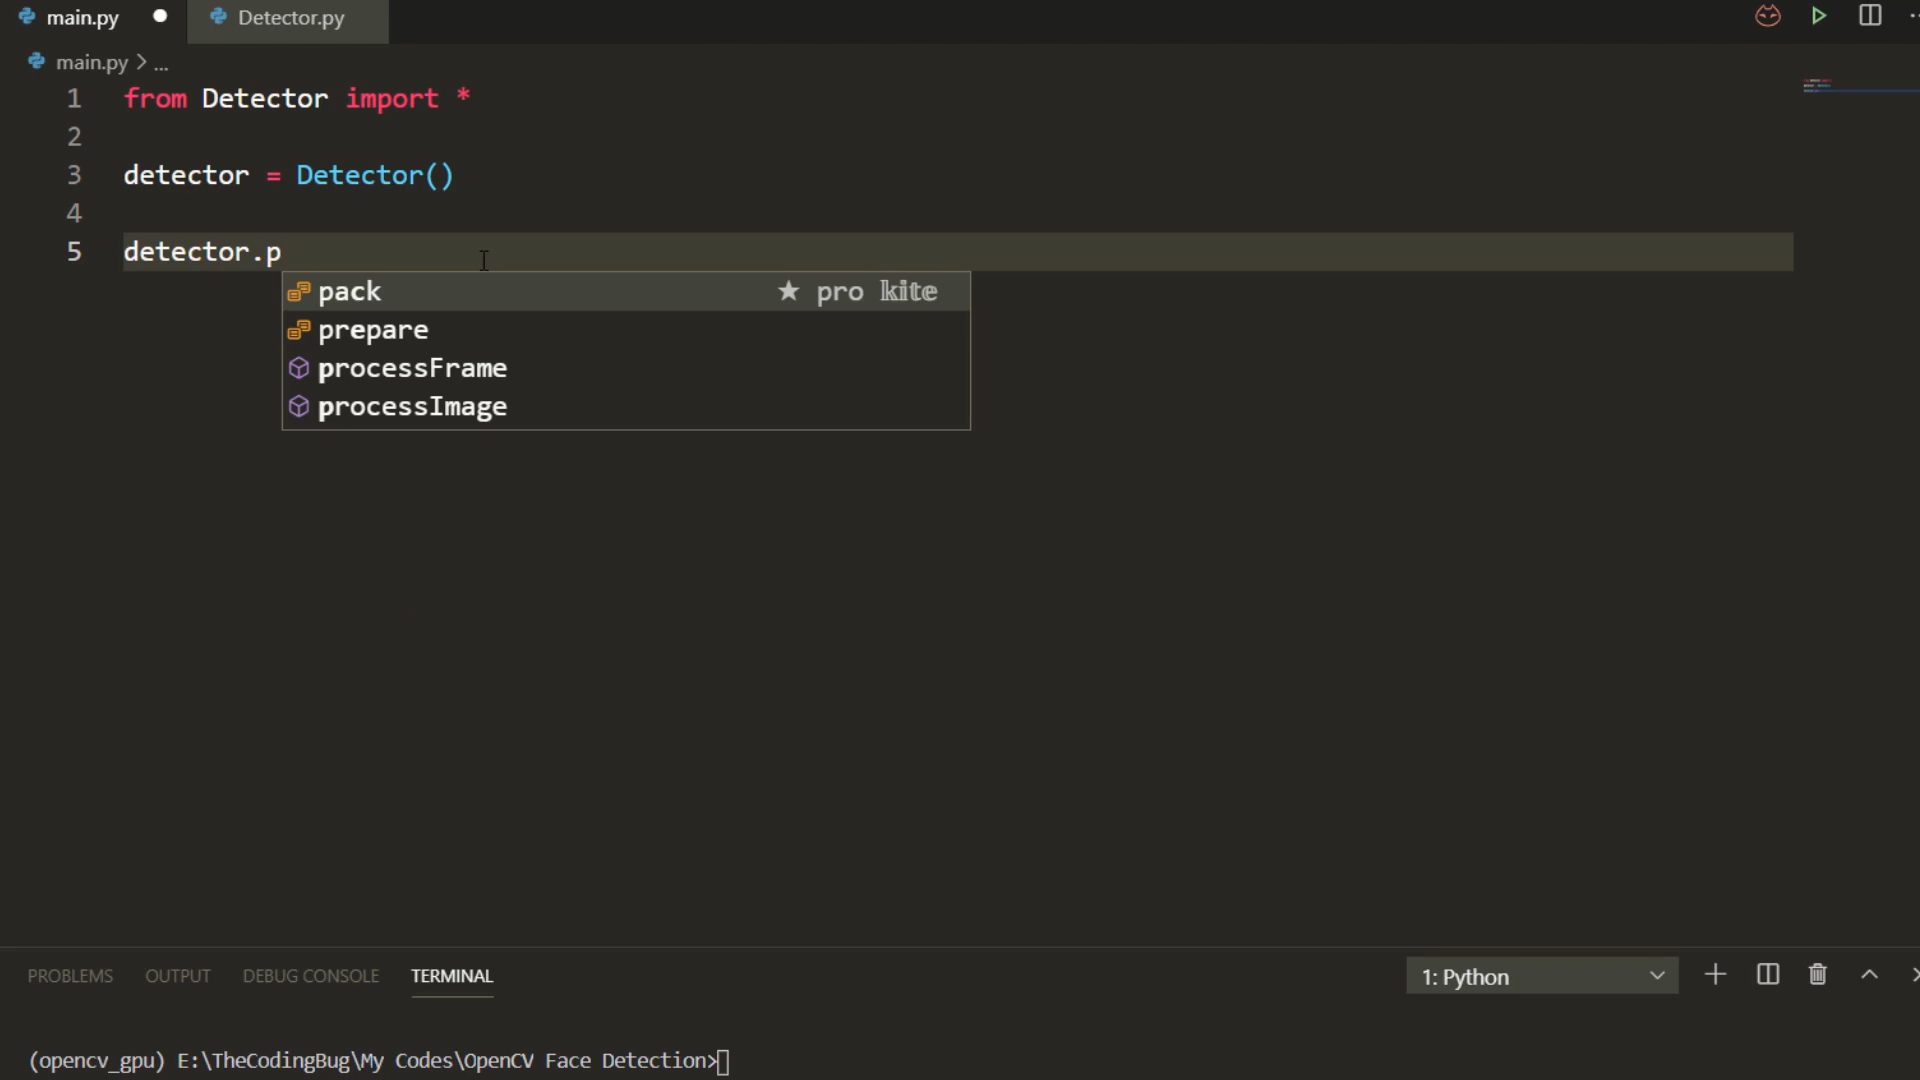 main.py Detector.py
main.py > ...
1 from Detector import *
2
3 detector = Detector()
4
5 detector.p
pack ★ pro kite
prepare
processFrame
processImage
PROBLEMS OUTPUT DEBUG CONSOLE TERMINAL 1: Python
(opencv_gpu) E:\TheCodingBug\My Codes\OpenCV Face Detection>